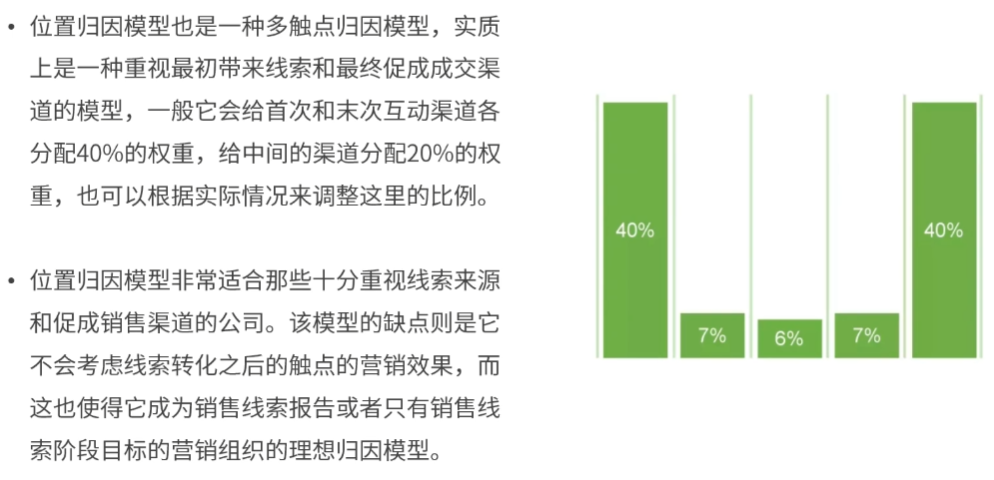 • 位置归因模型也是一种多触点归因模型，实质
上是一种重视最初带来线索和最终促成成交渠
道的模型，一般它会给首次和末次互动渠道各
分配40%的权重，给中间的渠道分配20%的权
重，也可以根据实际情况来调整这里的比例。
• 位置归因模型非常适合那些十分重视线索来源
和促成销售渠道的公司。该模型的缺点则是它
不会考虑线索转化之后的触点的营销效果，而
这也使得它成为销售线索报告或者只有销售线
索阶段目标的营销组织的理想归因模型。
40%
7%
6%
7%
40%